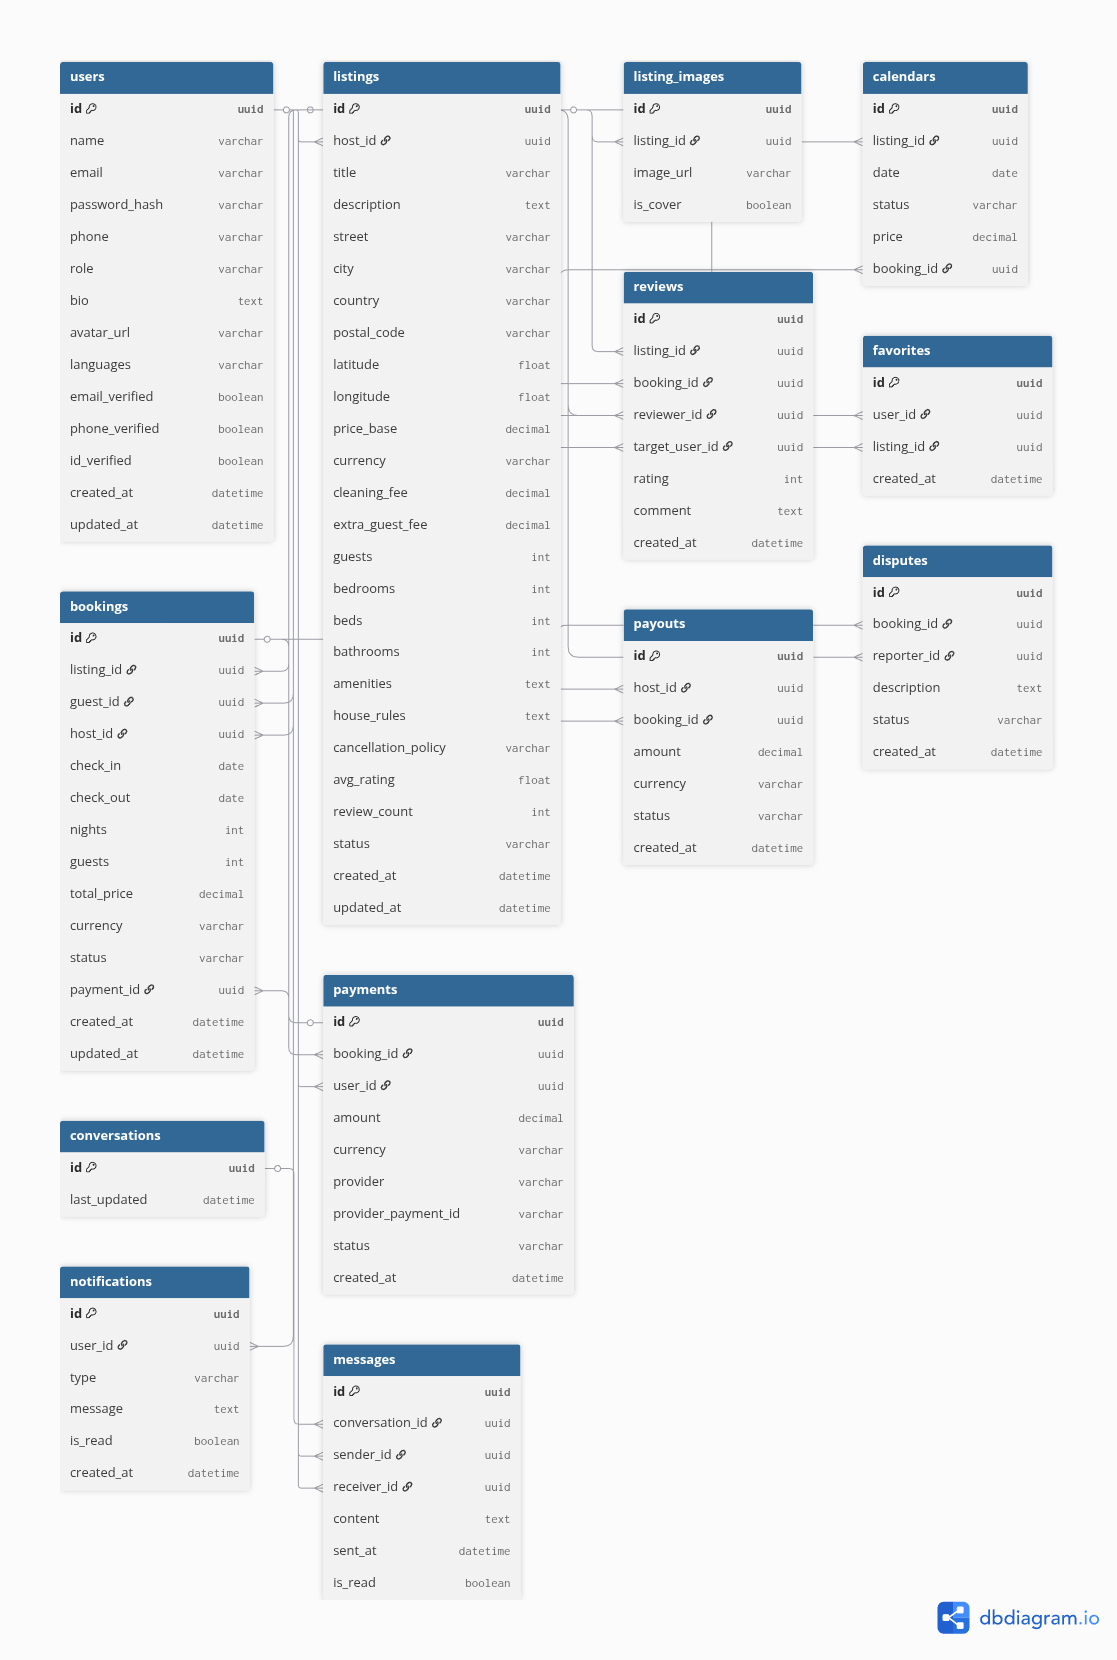 users
id uuid
name varchar
email varchar
password_hash varchar
phone varchar
role varchar
bio text
avatar_url varchar
languages varchar
email_verified boolean
phone_verified boolean
id_verified boolean
created_at datetime
updated_at datetime
bookings
id uuid
listing_id uuid
guest_id uuid
host_id uuid
check_in date
check_out date
nights int
guests int
total_price decimal
currency varchar
status varchar
payment_id uuid
created_at datetime
updated_at datetime
conversations
id uuid
last_updated datetime
notifications
id uuid
user_id uuid
type varchar
message text
is_read boolean
created_at datetime
listings
id uuid
host_id uuid
title varchar
description text
street varchar
city varchar
country varchar
postal_code varchar
latitude float
longitude float
price_base decimal
currency varchar
cleaning_fee decimal
extra_guest_fee decimal
guests int
bedrooms int
beds int
bathrooms int
amenities text
house_rules text
cancellation_policy varchar
avg_rating float
review_count int
status varchar
created_at datetime
updated_at datetime
payments
id uuid
booking_id uuid
user_id uuid
amount decimal
currency varchar
provider varchar
provider_payment_id varchar
status varchar
created_at datetime
messages
id uuid
conversation_id uuid
sender_id uuid
receiver_id uuid
content text
sent_at datetime
is_read boolean
listing_images
id uuid
listing_id uuid
image_url varchar
is_cover boolean
reviews
id uuid
listing_id uuid
booking_id uuid
reviewer_id uuid
target_user_id uuid
rating int
comment text
created_at datetime
payouts
id uuid
host_id uuid
booking_id uuid
amount decimal
currency varchar
status varchar
created_at datetime
calendars
id uuid
listing_id uuid
date date
status varchar
price decimal
booking_id uuid
favorites
id uuid
user_id uuid
listing_id uuid
created_at datetime
disputes
id uuid
booking_id uuid
reporter_id uuid
description text
status varchar
created_at datetime
dbdiagram.io